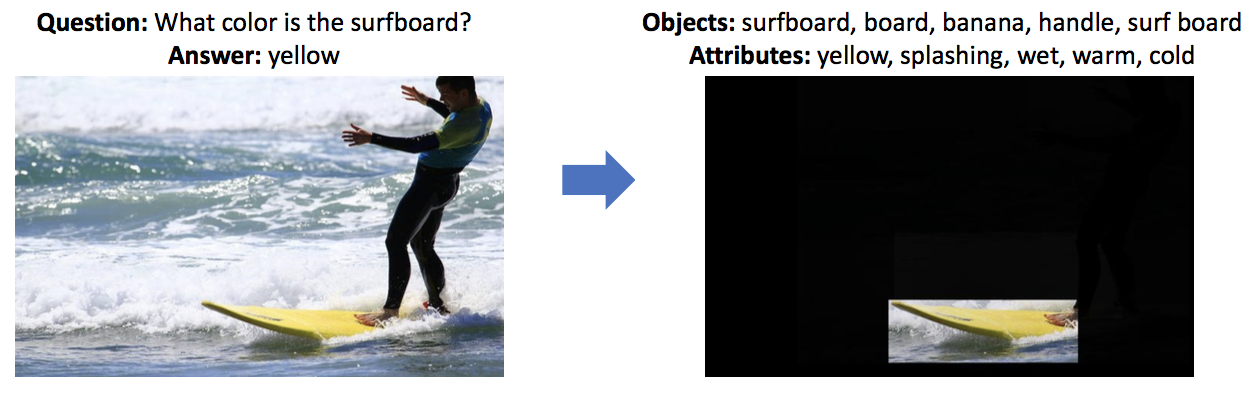 Question: What color is the surfboard?
Answer: yellow
Objects: surfboard, board, banana, handle, surf board
Attributes: yellow, splashing, wet, warm, cold